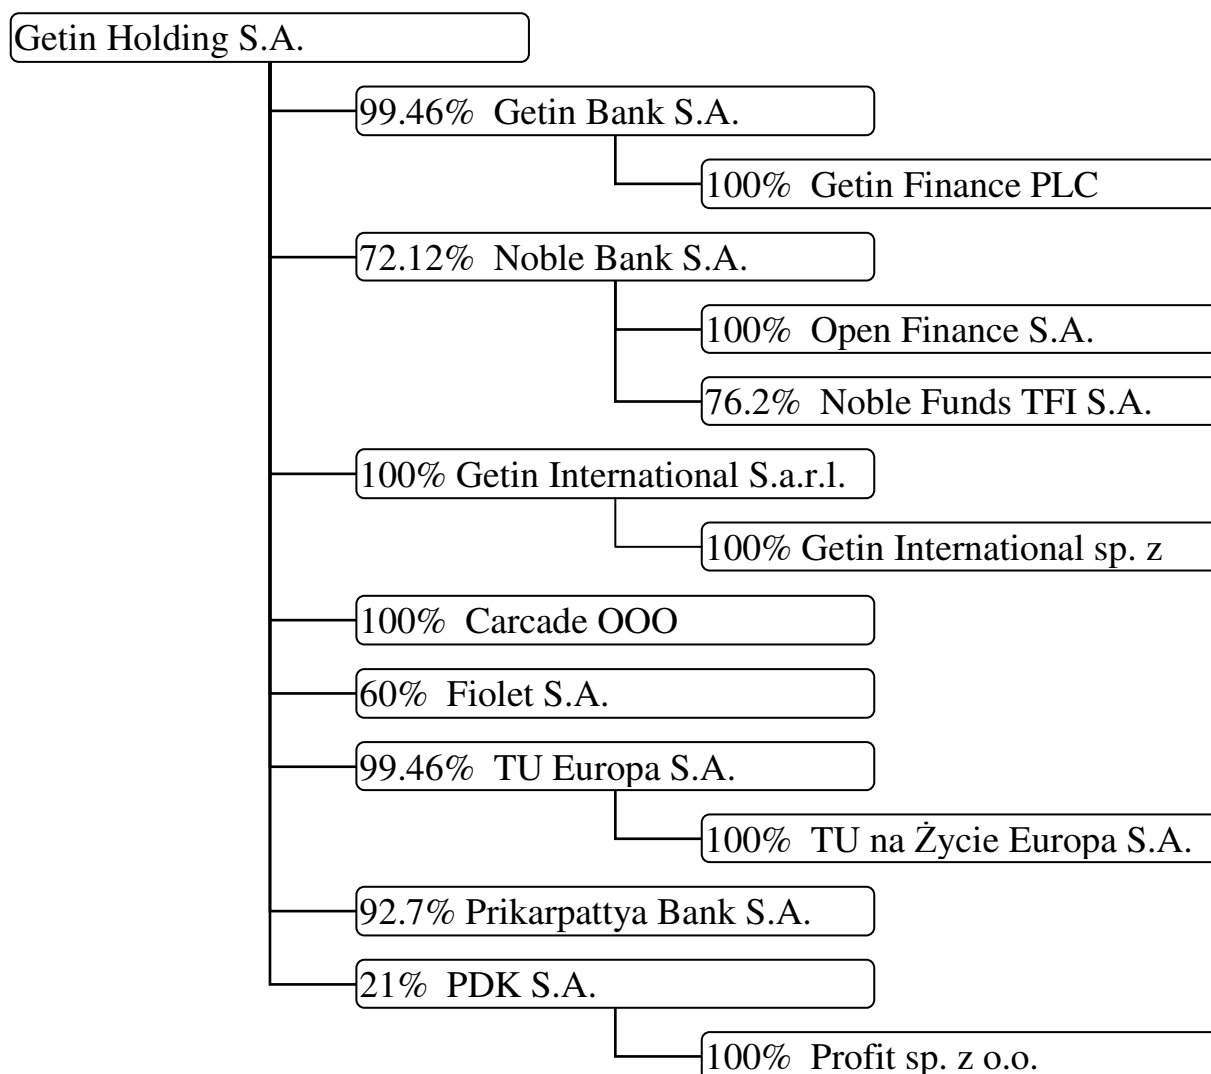 Getin Holding S.A.
99.46% Getin Bank S.A.
100% Getin Finance PLC
72.12% Noble Bank S.A.
100% Open Finance S.A.
76.2% Noble Funds TFI S.A.
100% Getin International S.a.r.l.
100% Getin International sp. z
100% Carcade OOO
60% Fiolet S.A.
99.46% TU Europa S.A.
100% TU na Życie Europa S.A.
92.7% Prikarpattya Bank S.A.
21% PDK S.A.
100% Profit sp. z o.o.